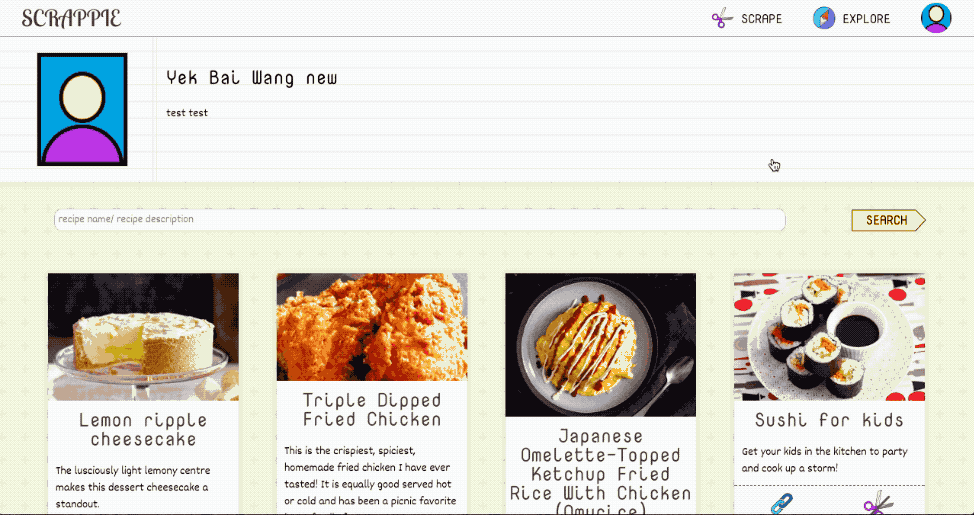 SCRAPPIE
SCRAPE
EXPLORE
Yek Bai Wang new
test test
recipe name/ recipe description
SEARCH
Lemon ripple
cheesecake
The lusciously light lemony centre
makes this dessert cheesecake a
standout.
Triple Dipped
Fried Chicken
This is the crispiest, spiciest,
homemade fried chicken I have ever
tasted! It is equally good served hot
or cold and has been a picnic favorite
Japanese
Omelette-Topped
Ketchup Fried
Rice With Chicken
(Omurice)
Sushi for kids
Get your kids in the kitchen to party
and cook up a storm!